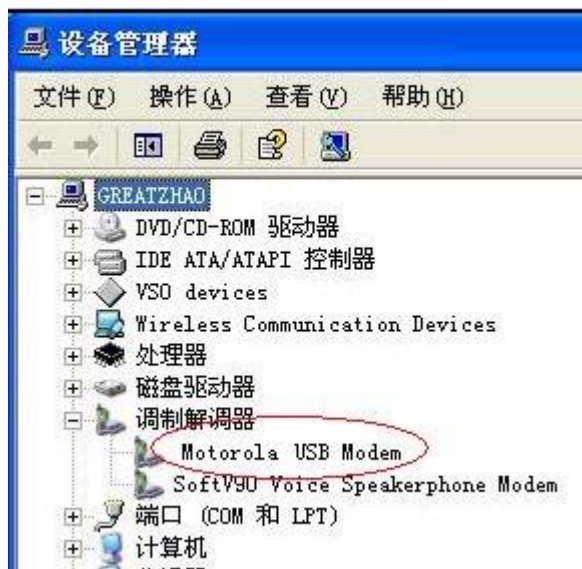 设备管理器
文件(F) 操作(A) 查看(V) 帮助(H)
GREATZHAO
DVD/CD-ROM 驱动器
IDE ATA/ATAPI 控制器
VSO devices
Wireless Communication Devices
处理器
磁盘驱动器
调制解调器
Motorola USB Modem
SoftV90 Voice Speakerphone Modem
端口 (COM 和 LPT)
计算机